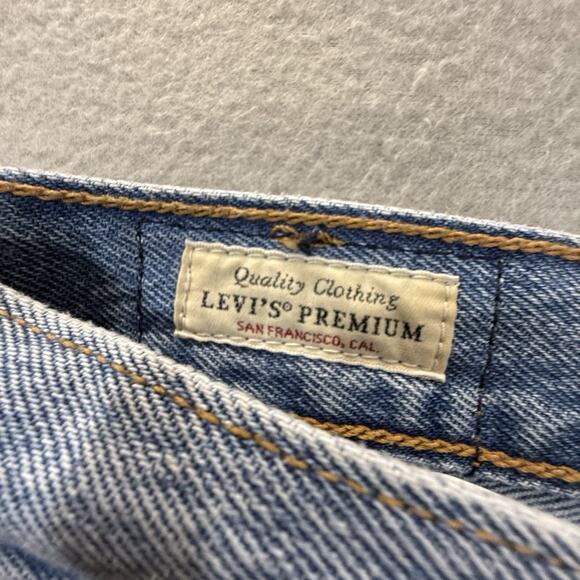 Quality Clothing
LEVI'S® PREMIUM
SAN FRANCISCO, CAL.